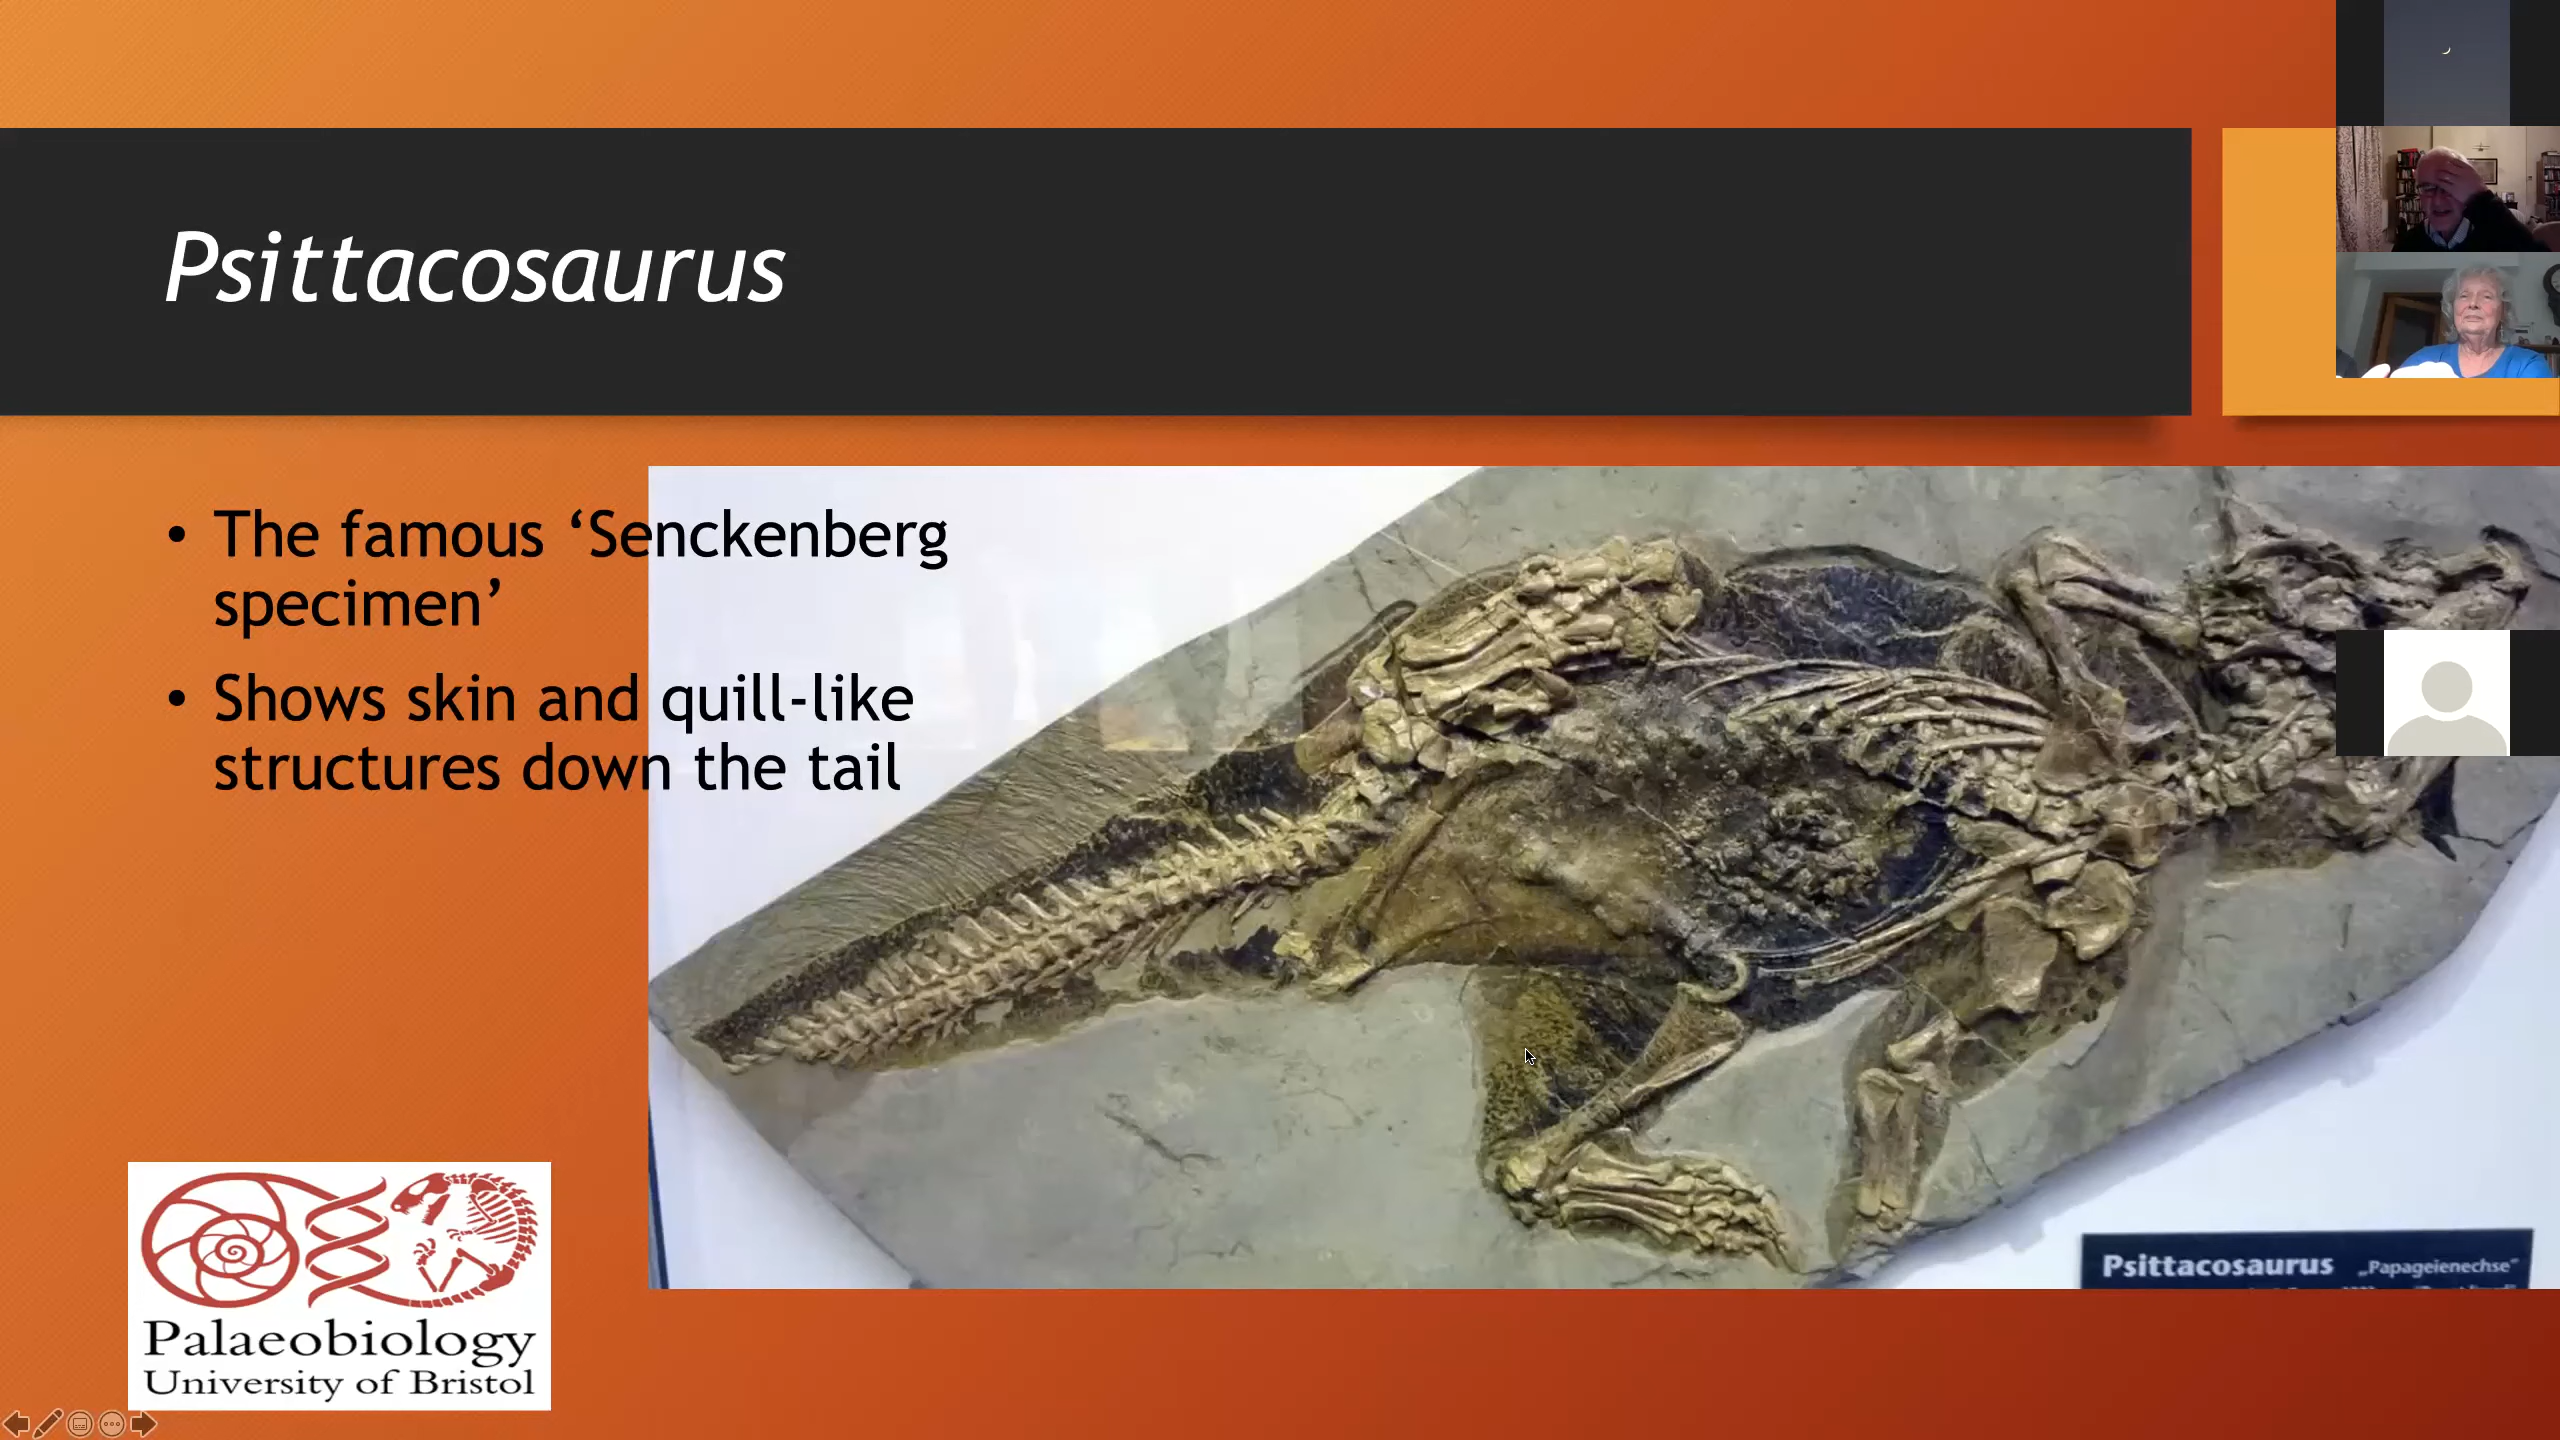 Psittacosaurus
• The famous ‘Senckenberg
specimen’
• Shows skin and quill-like
structures down the tail
Psittacosaurus „Papageienechse“
Palaeobiology
University of Bristol